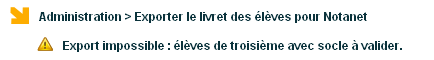 Administration > Exporter le livret des élèves pour Notanet
Export impossible : élèves de troisième avec socle à valider.